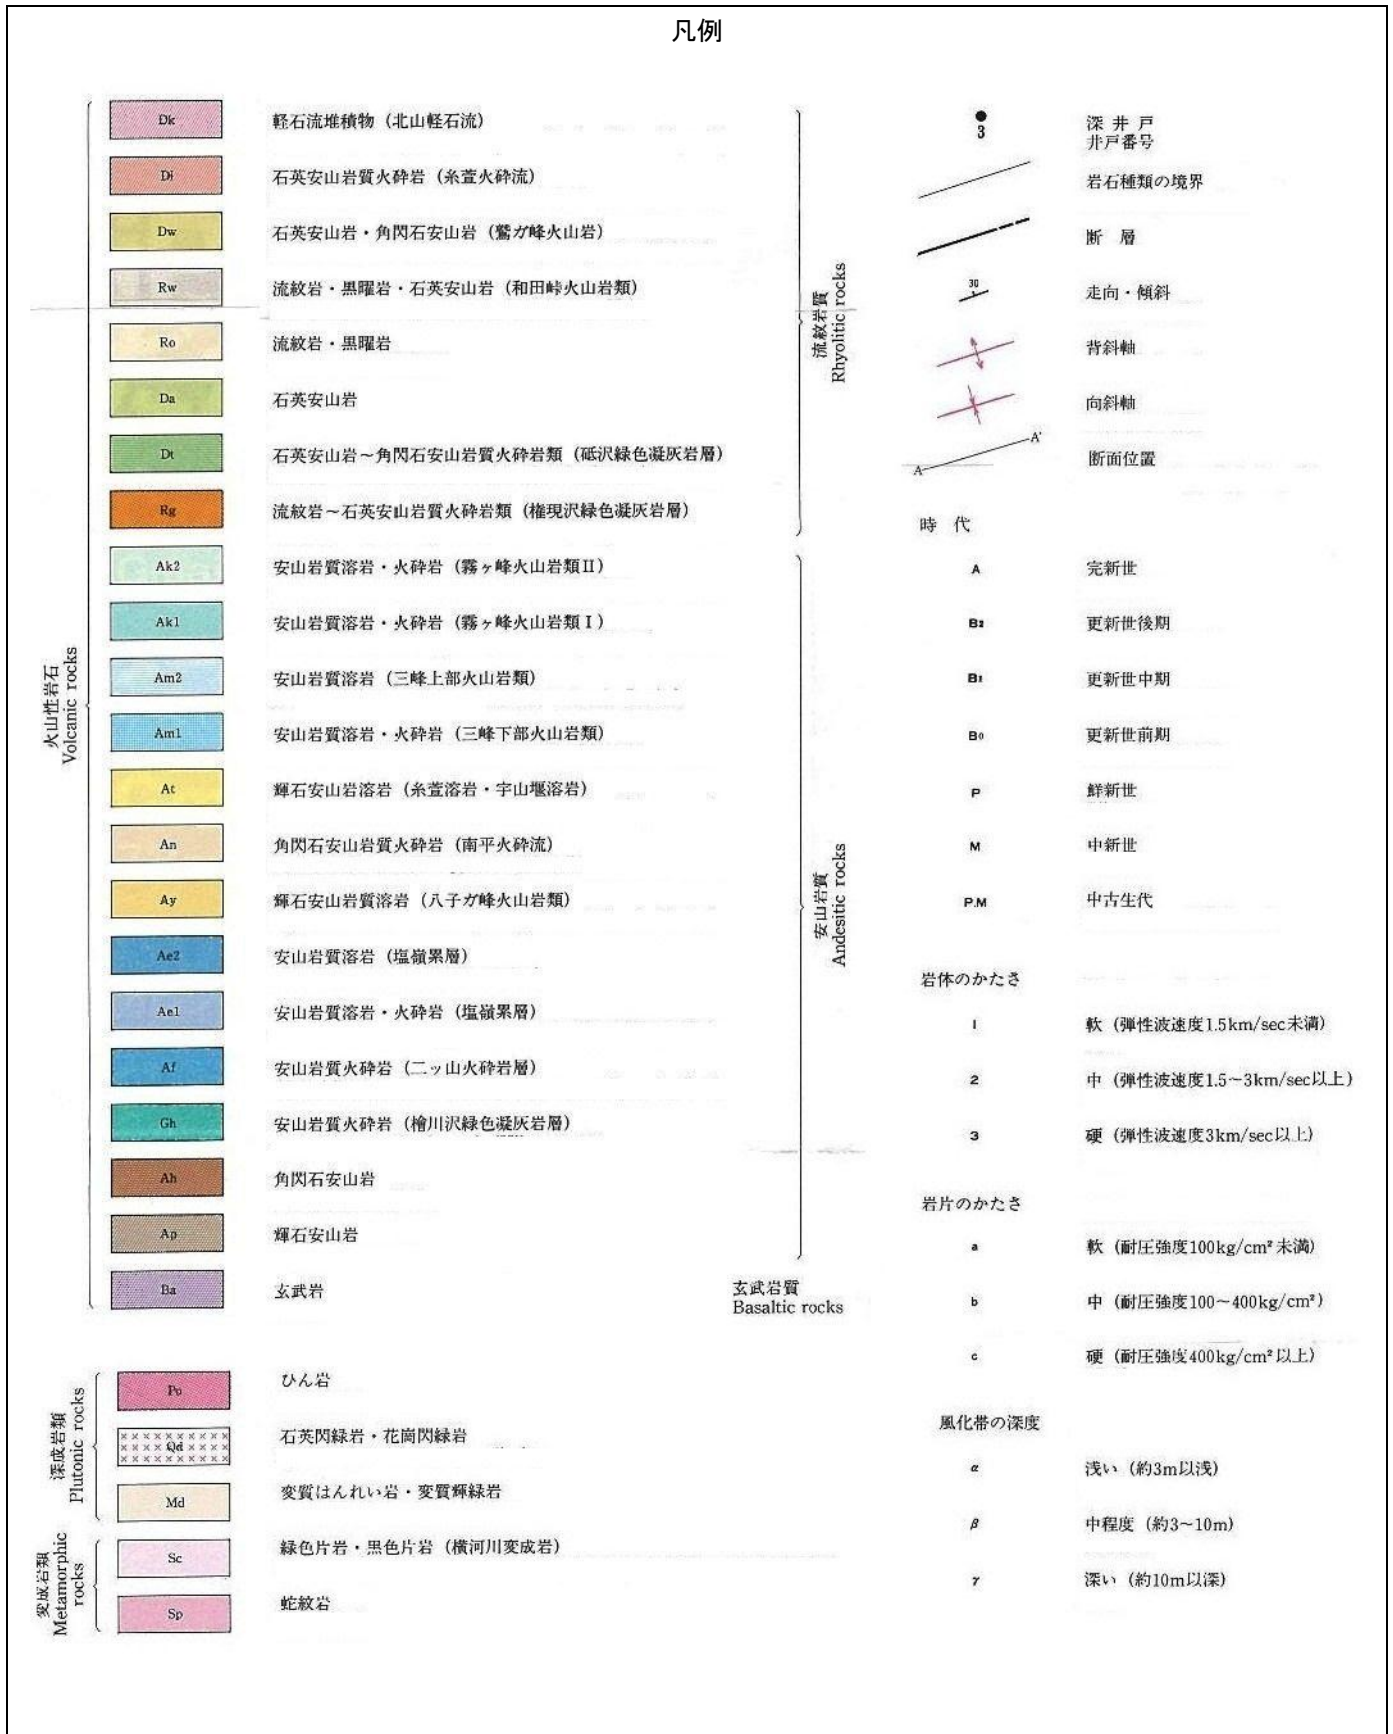 凡例
火山性岩石
Volcanic rocks
Dk 軽石流堆積物（北山軽石流）
Di 石英安山岩質火砕岩（糸萱火砕流）
Dw 石英安山岩・角閃石安山岩（鷲ガ峰火山岩）
Rw 流紋岩・黒曜岩・石英安山岩（和田峠火山岩類）
Ro 流紋岩・黒曜岩
Da 石英安山岩
Dt 石英安山岩～角閃石安山岩質火砕岩類（砥沢緑色凝灰岩層）
Rg 流紋岩～石英安山岩質火砕岩類（権現沢緑色凝灰岩層）
流紋岩質
Rhyolitic rocks
Ak2 安山岩質溶岩・火砕岩（霧ヶ峰火山岩類II）
Ak1 安山岩質溶岩・火砕岩（霧ヶ峰火山岩類I）
Am2 安山岩質溶岩（三峰上部火山岩類）
Am1 安山岩質溶岩・火砕岩（三峰下部火山岩類）
At 輝石安山岩溶岩（糸萱溶岩・宇山堰溶岩）
An 角閃石安山岩質火砕岩（南平火砕流）
Ay 輝石安山岩質溶岩（八子ガ峰火山岩類）
Ae2 安山岩質溶岩（塩嶺累層）
Ae1 安山岩質溶岩・火砕岩（塩嶺累層）
Af 安山岩質火砕岩（二ッ山火砕岩層）
Gh 安山岩質火砕岩（檜川沢緑色凝灰岩層）
Ah 角閃石安山岩
Ap 輝石安山岩
安山岩質
Andesitic rocks
Ba 玄武岩
玄武岩質
Basaltic rocks
深成岩類
Plutonic rocks
Po ひん岩
Qd 石英閃緑岩・花崗閃緑岩
Md 変質はんれい岩・変質輝緑岩
変成岩類
Metamorphic
rocks
Sc 緑色片岩・黒色片岩（横河川変成岩）
Sp 蛇紋岩
3 深井戸
井戸番号
岩石種類の境界
断層
30 走向・傾斜
背斜軸
向斜軸
A A' 断面位置
時代
A 完新世
B2 更新世後期
B1 更新世中期
B0 更新世前期
P 鮮新世
M 中新世
P.M 中古生代
岩体のかたさ
1 軟（弾性波速度1.5km/sec未満）
2 中（弾性波速度1.5～3km/sec以上）
3 硬（弾性波速度3km/sec以上）
岩片のかたさ
a 軟（耐圧強度100kg/cm²未満）
b 中（耐圧強度100～400kg/cm²）
c 硬（耐圧強度400kg/cm²以上）
風化帯の深度
α 浅い（約3m以浅）
β 中程度（約3～10m）
γ 深い（約10m以深）